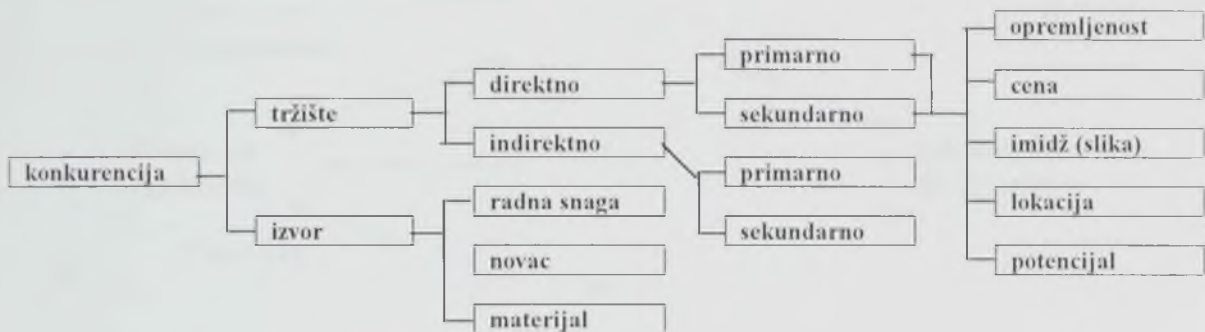 konkurencija
tržište
izvor
direktno
indirektno
radna snaga
novac
materijal
primarno
sekundarno
primarno
sekundarno
opremljenost
cena
imidž (slika)
lokacija
potencijal